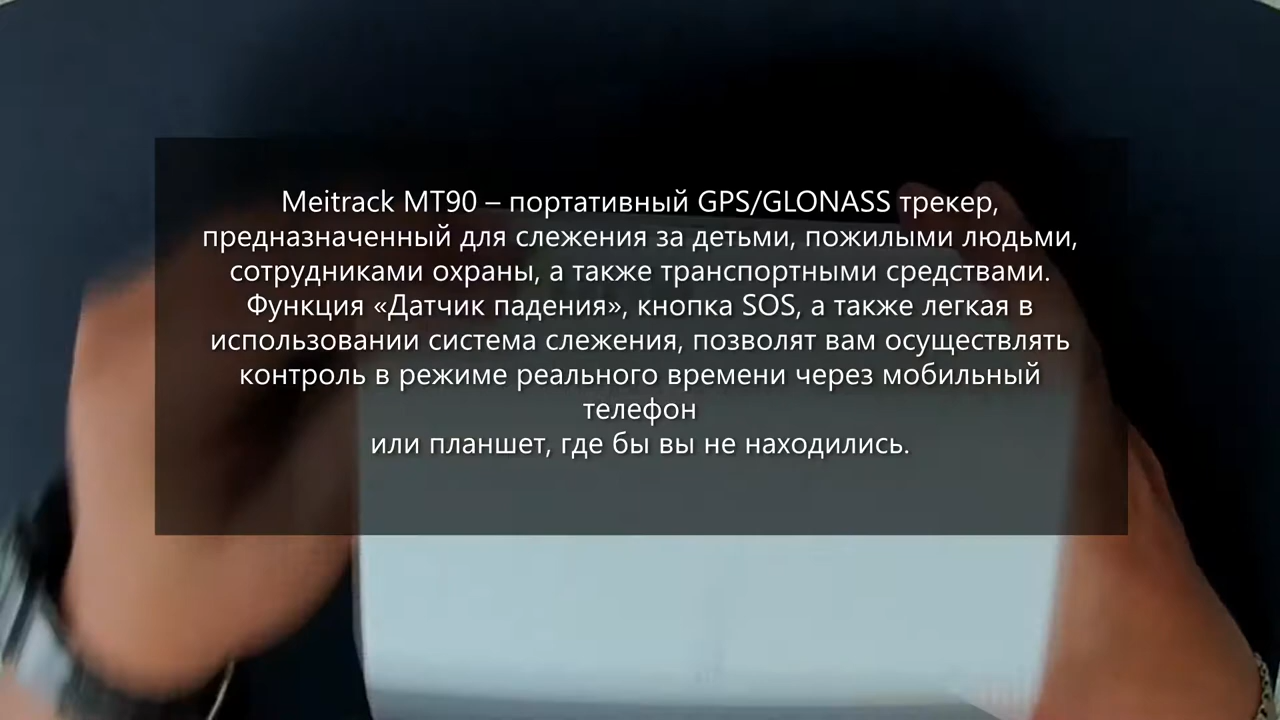 Meitrack MT90 – портативный GPS/GLONASS трекер,
предназначенный для слежения за детьми, пожилыми людьми,
сотрудниками охраны, а также транспортными средствами.
Функция «Датчик падения», кнопка SOS, а также легкая в
использовании система слежения, позволят вам осуществлять
контроль в режиме реального времени через мобильный
телефон
или планшет, где бы вы не находились.